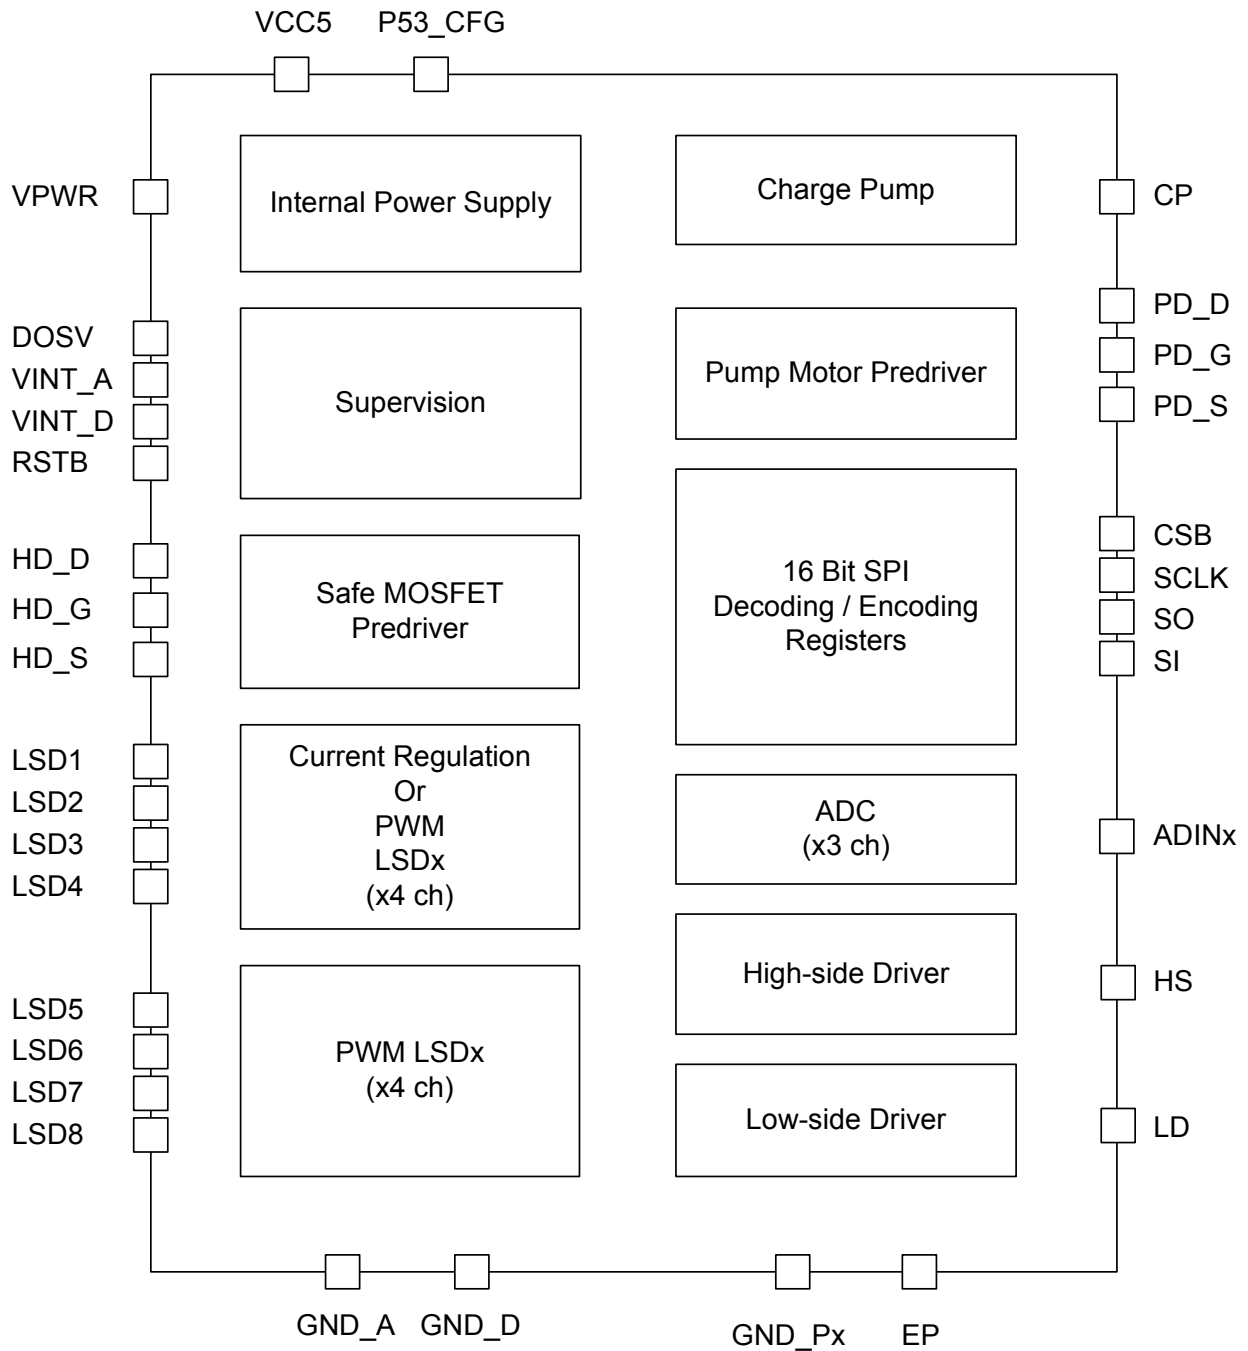 VCC5
P53_CFG
VPWR
DOSV
VINT_A
VINT_D
RSTB
HD_D
HD_G
HD_S
LSD1
LSD2
LSD3
LSD4
LSD5
LSD6
LSD7
LSD8
Internal Power Supply
Supervision
Safe MOSFET
Predriver
Current Regulation
Or
PWM
LSDx
(x4 ch)
PWM LSDx
(x4 ch)
Charge Pump
Pump Motor Predriver
16 Bit SPI
Decoding / Encoding
Registers
ADC
(x3 ch)
High-side Driver
Low-side Driver
CP
PD_D
PD_G
PD_S
CSB
SCLK
SO
SI
ADINx
HS
LD
GND_A
GND_D
GND_Px
EP